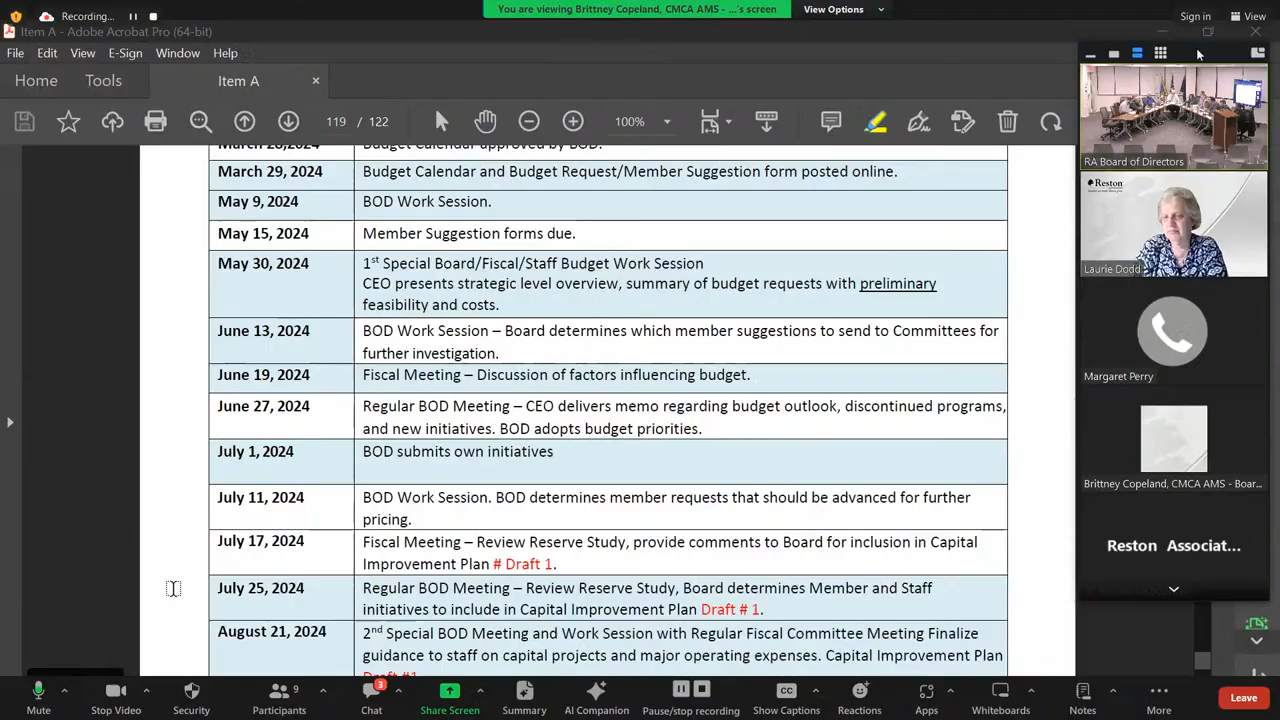 Recording...
You are viewing Brittney Copeland, CMCA AMS - ...'s screen
View Options
Sign in
View
Item A - Adobe Acrobat Pro (64-bit)
File Edit View E-Sign Window Help
Home Tools Item A
119 / 122
100%
March 28,2024 Budget Calendar approved by BOD.
March 29, 2024 Budget Calendar and Budget Request/Member Suggestion form posted online.
May 9, 2024 BOD Work Session.
May 15, 2024 Member Suggestion forms due.
May 30, 2024 1st Special Board/Fiscal/Staff Budget Work Session
CEO presents strategic level overview, summary of budget requests with preliminary
feasibility and costs.
June 13, 2024 BOD Work Session – Board determines which member suggestions to send to Committees for
further investigation.
June 19, 2024 Fiscal Meeting – Discussion of factors influencing budget.
June 27, 2024 Regular BOD Meeting – CEO delivers memo regarding budget outlook, discontinued programs,
and new initiatives. BOD adopts budget priorities.
July 1, 2024 BOD submits own initiatives
July 11, 2024 BOD Work Session. BOD determines member requests that should be advanced for further
pricing.
July 17, 2024 Fiscal Meeting – Review Reserve Study, provide comments to Board for inclusion in Capital
Improvement Plan # Draft 1.
July 25, 2024 Regular BOD Meeting – Review Reserve Study, Board determines Member and Staff
initiatives to include in Capital Improvement Plan Draft # 1.
August 21, 2024 2nd Special BOD Meeting and Work Session with Regular Fiscal Committee Meeting Finalize
guidance to staff on capital projects and major operating expenses. Capital Improvement Plan
Draft #1
RA Board of Directors
Reston
Laurie Dodd
Margaret Perry
Brittney Copeland, CMCA AMS - Boar...
Reston Associat...
Mute
Stop Video
Security
Participants 9
Chat 3
Share Screen
Summary
AI Companion
Pause/stop recording
Show Captions
Reactions
Apps
Whiteboards
Notes
More
Leave